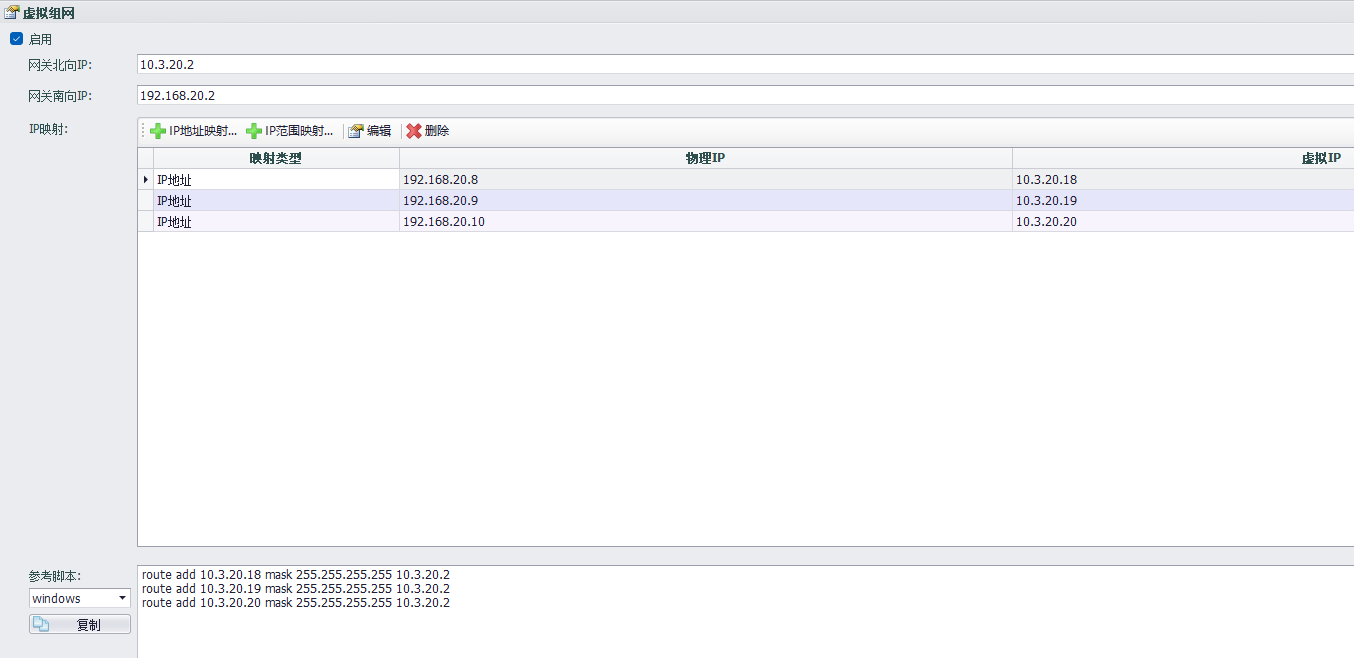 虚拟组网
启用
网关北向IP: 10.3.20.2
网关南向IP: 192.168.20.2
IP映射: IP地址映射... IP范围映射... 编辑 删除
映射类型 物理IP 虚拟IP
IP地址 192.168.20.8 10.3.20.18
IP地址 192.168.20.9 10.3.20.19
IP地址 192.168.20.10 10.3.20.20
参考脚本:
windows
复制
route add 10.3.20.18 mask 255.255.255.255 10.3.20.2
route add 10.3.20.19 mask 255.255.255.255 10.3.20.2
route add 10.3.20.20 mask 255.255.255.255 10.3.20.2